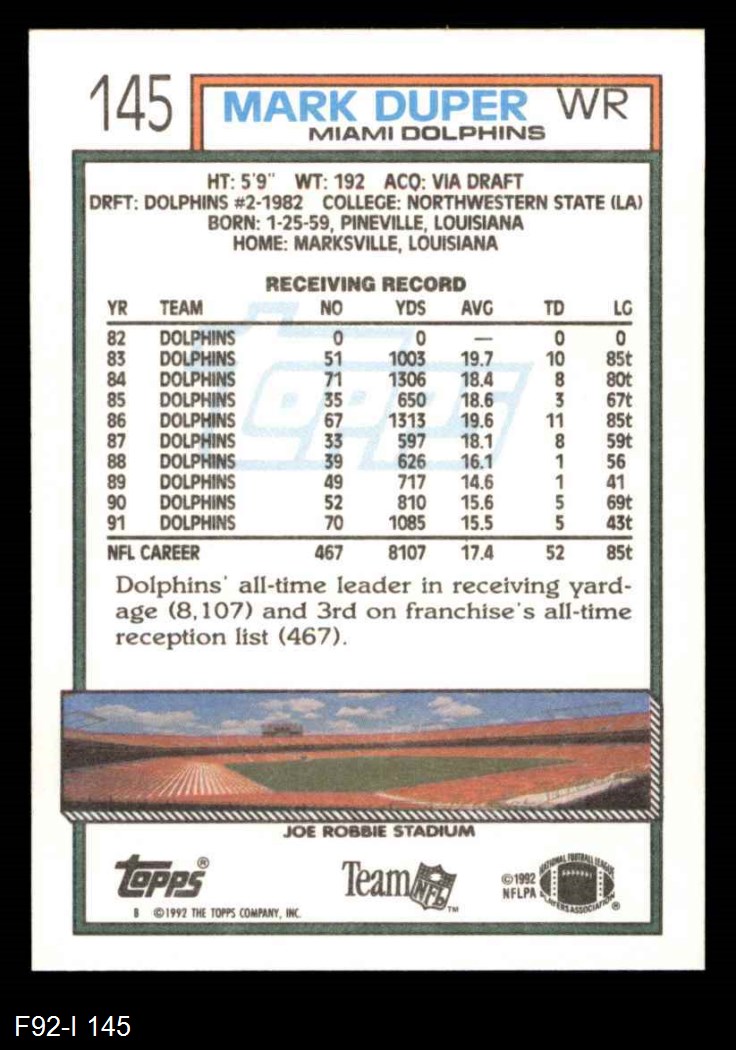 145
MARK DUPER WR
MIAMI DOLPHINS
HT: 5'9" WT: 192 ACQ: VIA DRAFT
DRFT: DOLPHINS #2-1982 COLLEGE: NORTHWESTERN STATE (LA)
BORN: 1-25-59, PINEVILLE, LOUISIANA
HOME: MARKSVILLE, LOUISIANA
RECEIVING RECORD
YR TEAM NO YDS AVG TD LG
82 DOLPHINS 0 0 — 0 0
83 DOLPHINS 51 1003 19.7 10 85t
84 DOLPHINS 71 1306 18.4 8 80t
85 DOLPHINS 35 650 18.6 3 67t
86 DOLPHINS 67 1313 19.6 11 85t
87 DOLPHINS 33 597 18.1 8 59t
88 DOLPHINS 39 626 16.1 1 56
89 DOLPHINS 49 717 14.6 1 41
90 DOLPHINS 52 810 15.6 5 69t
91 DOLPHINS 70 1085 15.5 5 43t
NFL CAREER 467 8107 17.4 52 85t
Topps
Dolphins' all-time leader in receiving yard-
age (8,107) and 3rd on franchise's all-time
reception list (467).
JOE ROBBIE STADIUM
Topps®
B ©1992 THE TOPPS COMPANY, INC.
Team NFL™
©1992
NFLPA
NATIONAL FOOTBALL LEAGUE
PLAYERS ASSOCIATION®
F92-I 145